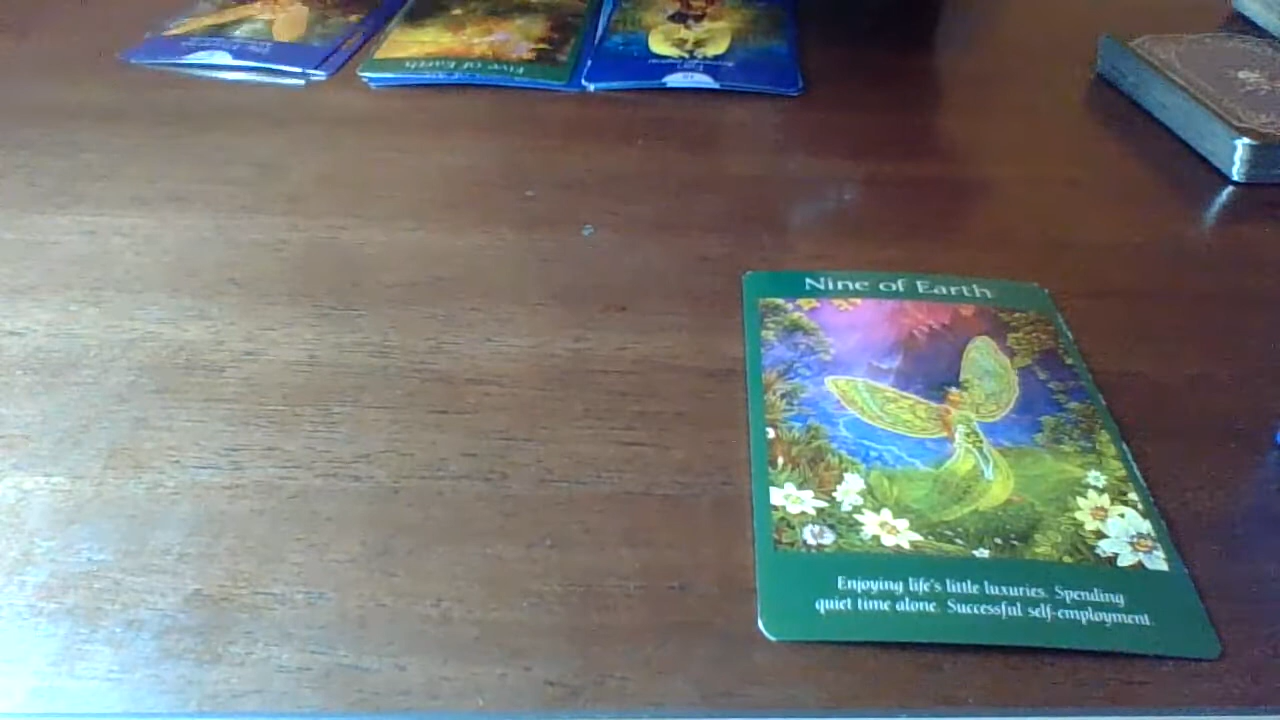 Five of Earth
Nine of Earth
Enjoying life's little luxuries. Spending
quiet time alone. Successful self-employment.